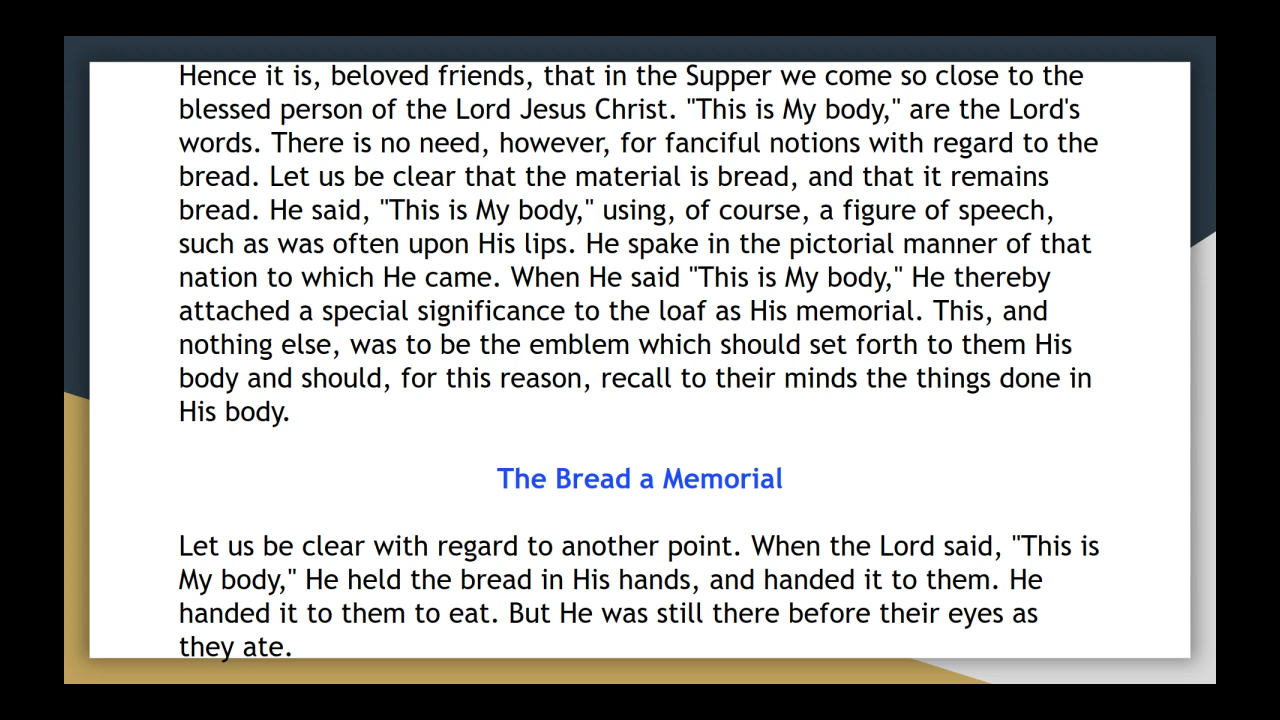 Hence it is, beloved friends, that in the Supper we come so close to the
blessed person of the Lord Jesus Christ. "This is My body," are the Lord's
words. There is no need, however, for fanciful notions with regard to the
bread. Let us be clear that the material is bread, and that it remains
bread. He said, "This is My body," using, of course, a figure of speech,
such as was often upon His lips. He spake in the pictorial manner of that
nation to which He came. When He said "This is My body," He thereby
attached a special significance to the loaf as His memorial. This, and
nothing else, was to be the emblem which should set forth to them His
body and should, for this reason, recall to their minds the things done in
His body.
The Bread a Memorial
Let us be clear with regard to another point. When the Lord said, "This is
My body," He held the bread in His hands, and handed it to them. He
handed it to them to eat. But He was still there before their eyes as
they ate.